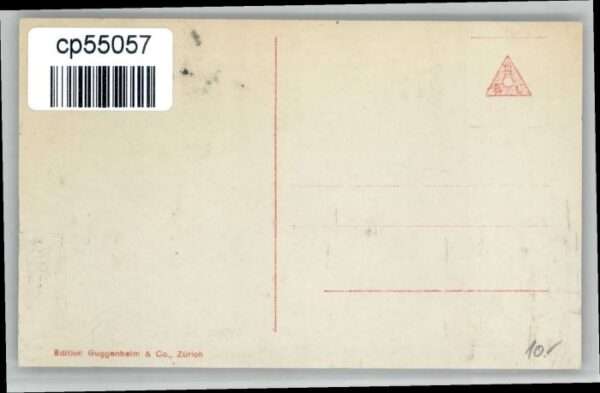 cp55057
Edition Guggenheim & Co., Zürich
10.-